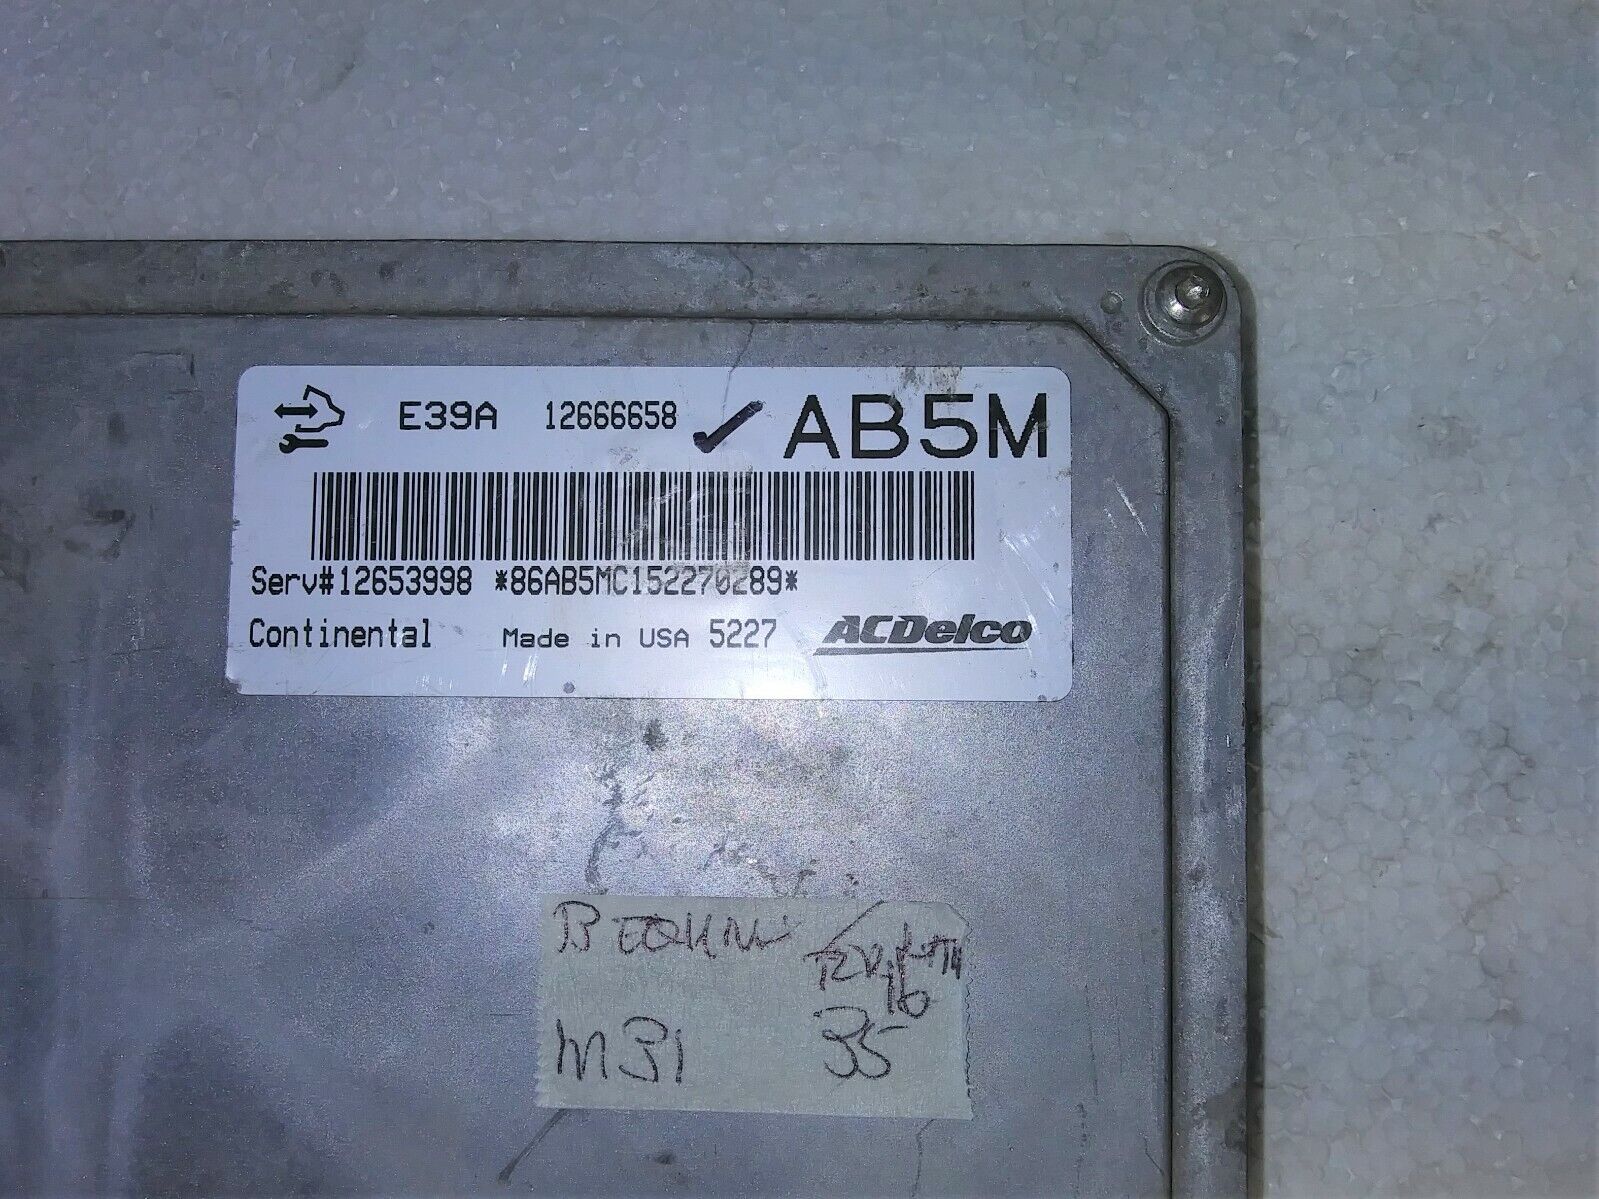 E39A 12666658 AB5M
Serv#12653998 *86AB5MC152270289*
Continental Made in USA 5227 ACDelco
M31 35